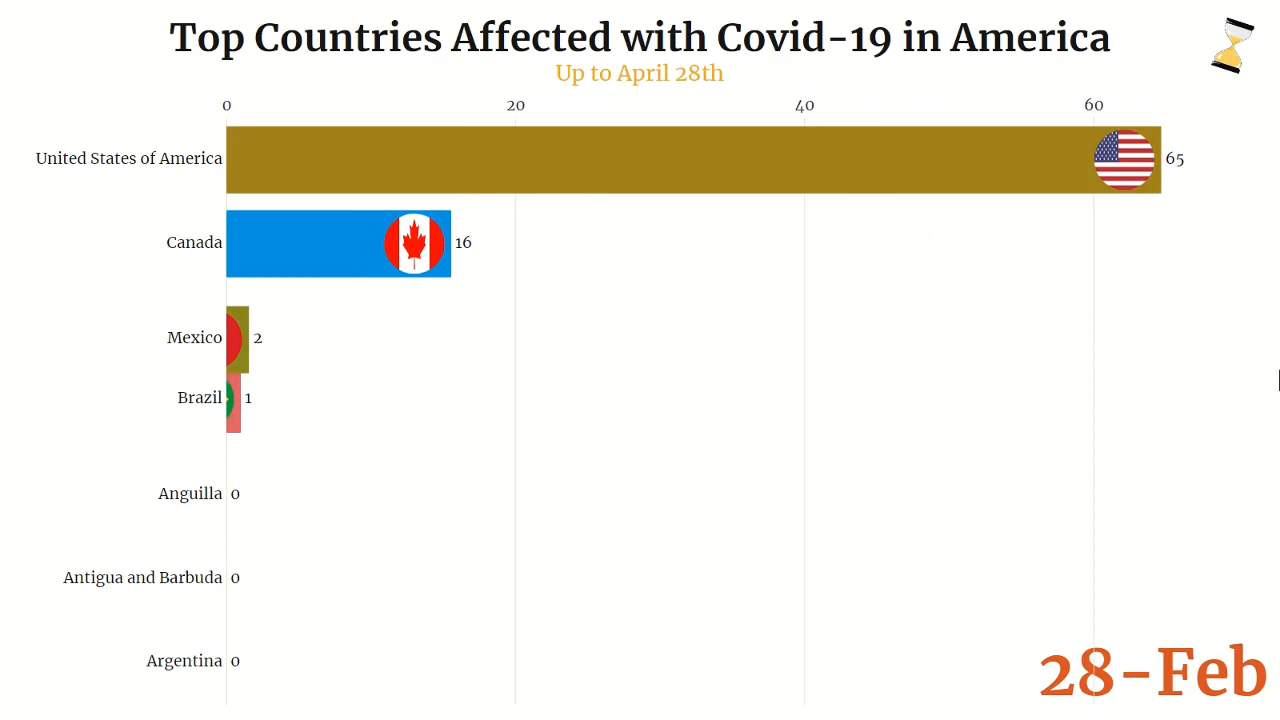 Top Countries Affected with Covid-19 in America
Up to April 28th
0 20 40 60
United States of America 65
Canada 16
Mexico 2
Brazil 1
Anguilla 0
Antigua and Barbuda 0
Argentina 0
28-Feb